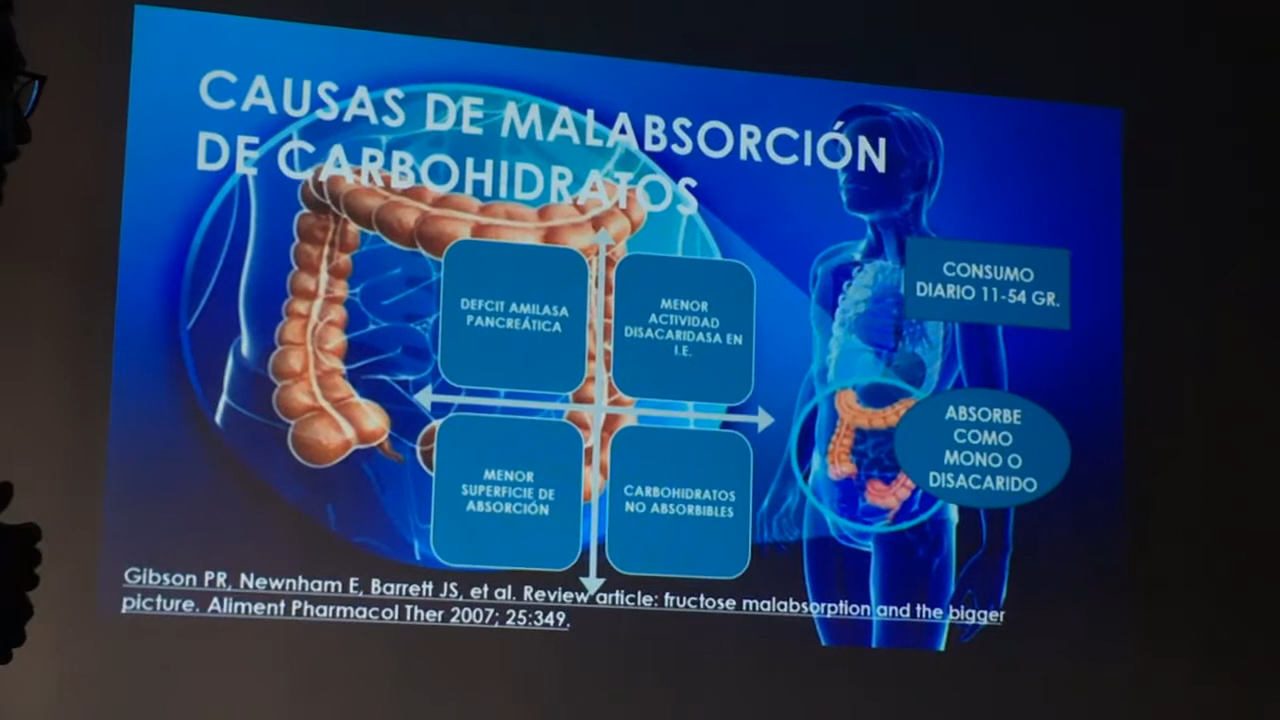 CAUSAS DE MALABSORCIÓN
DE CARBOHIDRATOS
DEFCIT AMILASA
PANCREÁTICA
MENOR
ACTIVIDAD
DISACARIDASA EN
I.E.
MENOR
SUPERFICIE DE
ABSORCIÓN
CARBOHIDRATOS
NO ABSORBIBLES
CONSUMO
DIARIO 11-54 GR.
ABSORBE
COMO
MONO O
DISACARIDO
Gibson PR, Newnham E, Barrett JS, et al. Review article: fructose malabsorption and the bigger
picture. Aliment Pharmacol Ther 2007; 25:349.